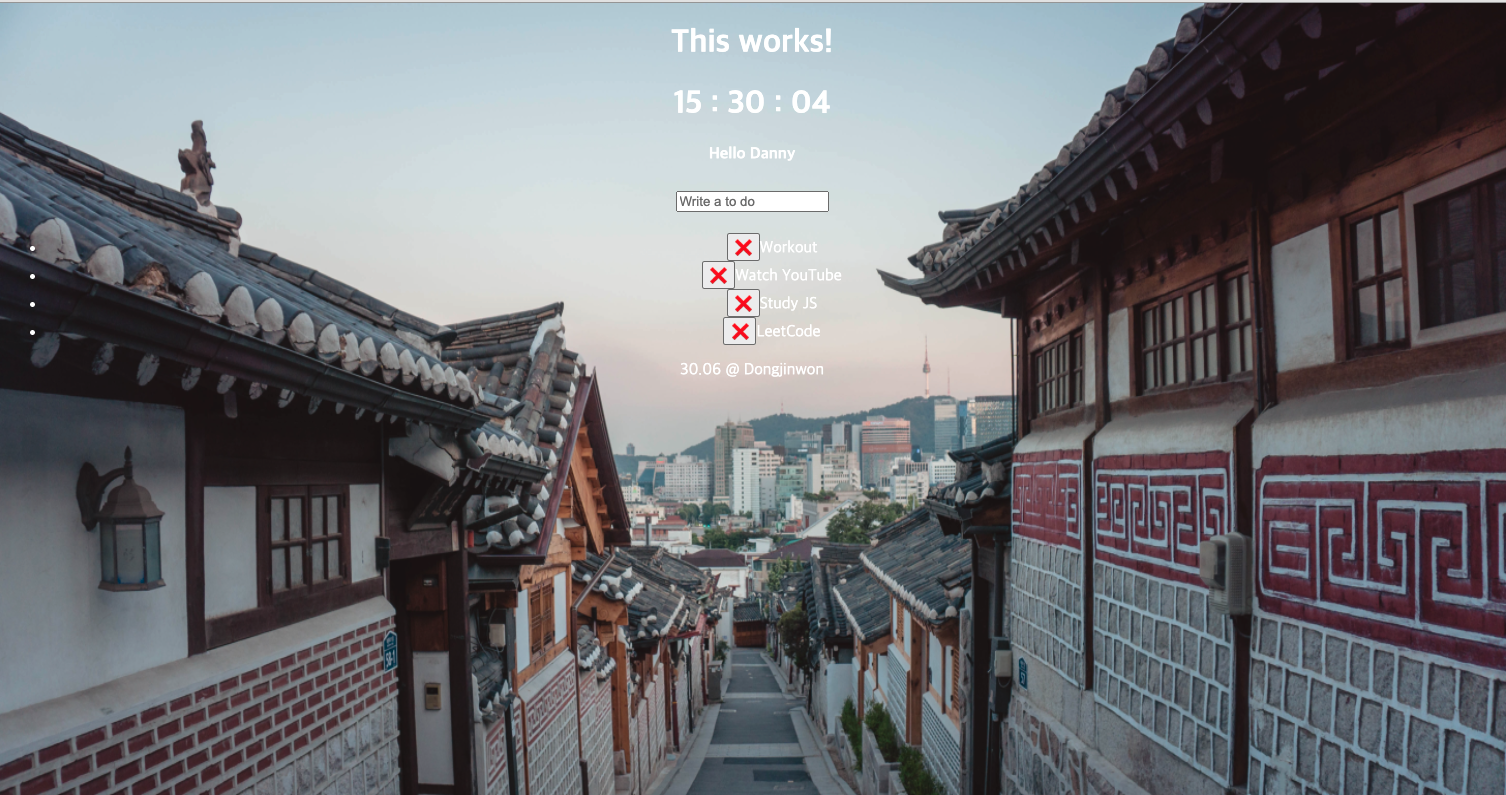 This works!
15 : 30 : 04
Hello Danny
Write a to do
Workout
Watch YouTube
Study JS
LeetCode
30.06 @ Dongjinwon